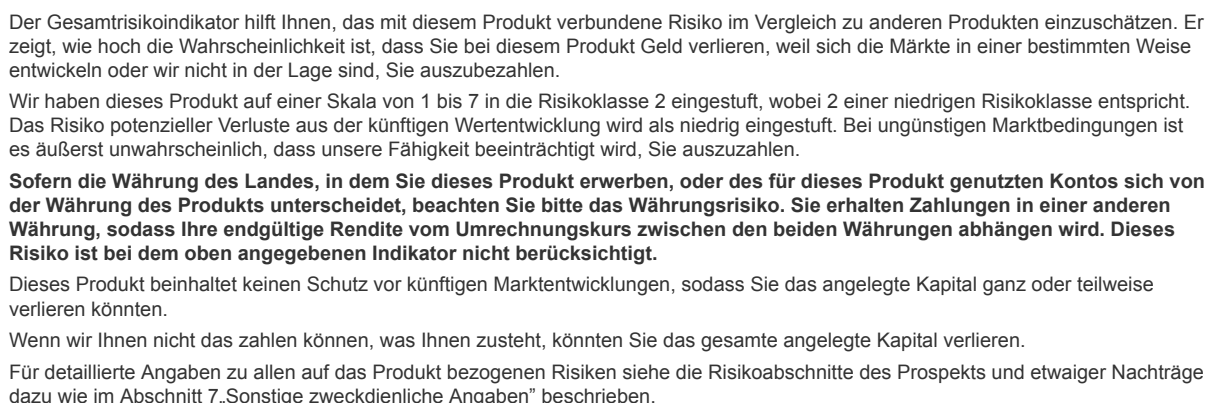 Der Gesamtrisikoindikator hilft Ihnen, das mit diesem Produkt verbundene Risiko im Vergleich zu anderen Produkten einzuschätzen. Er
zeigt, wie hoch die Wahrscheinlichkeit ist, dass Sie bei diesem Produkt Geld verlieren, weil sich die Märkte in einer bestimmten Weise
entwickeln oder wir nicht in der Lage sind, Sie auszubezahlen.
Wir haben dieses Produkt auf einer Skala von 1 bis 7 in die Risikoklasse 2 eingestuft, wobei 2 einer niedrigen Risikoklasse entspricht.
Das Risiko potenzieller Verluste aus der künftigen Wertentwicklung wird als niedrig eingestuft. Bei ungünstigen Marktbedingungen ist
es äußerst unwahrscheinlich, dass unsere Fähigkeit beeinträchtigt wird, Sie auszuzahlen.
Sofern die Währung des Landes, in dem Sie dieses Produkt erwerben, oder des für dieses Produkt genutzten Kontos sich von
der Währung des Produkts unterscheidet, beachten Sie bitte das Währungsrisiko. Sie erhalten Zahlungen in einer anderen
Währung, sodass Ihre endgültige Rendite vom Umrechnungskurs zwischen den beiden Währungen abhängen wird. Dieses
Risiko ist bei dem oben angegebenen Indikator nicht berücksichtigt.
Dieses Produkt beinhaltet keinen Schutz vor künftigen Marktentwicklungen, sodass Sie das angelegte Kapital ganz oder teilweise
verlieren könnten.
Wenn wir Ihnen nicht das zahlen können, was Ihnen zusteht, könnten Sie das gesamte angelegte Kapital verlieren.
Für detaillierte Angaben zu allen auf das Produkt bezogenen Risiken siehe die Risikoabschnitte des Prospekts und etwaiger Nachträge
dazu wie im Abschnitt 7„Sonstige zweckdienliche Angaben” beschrieben.